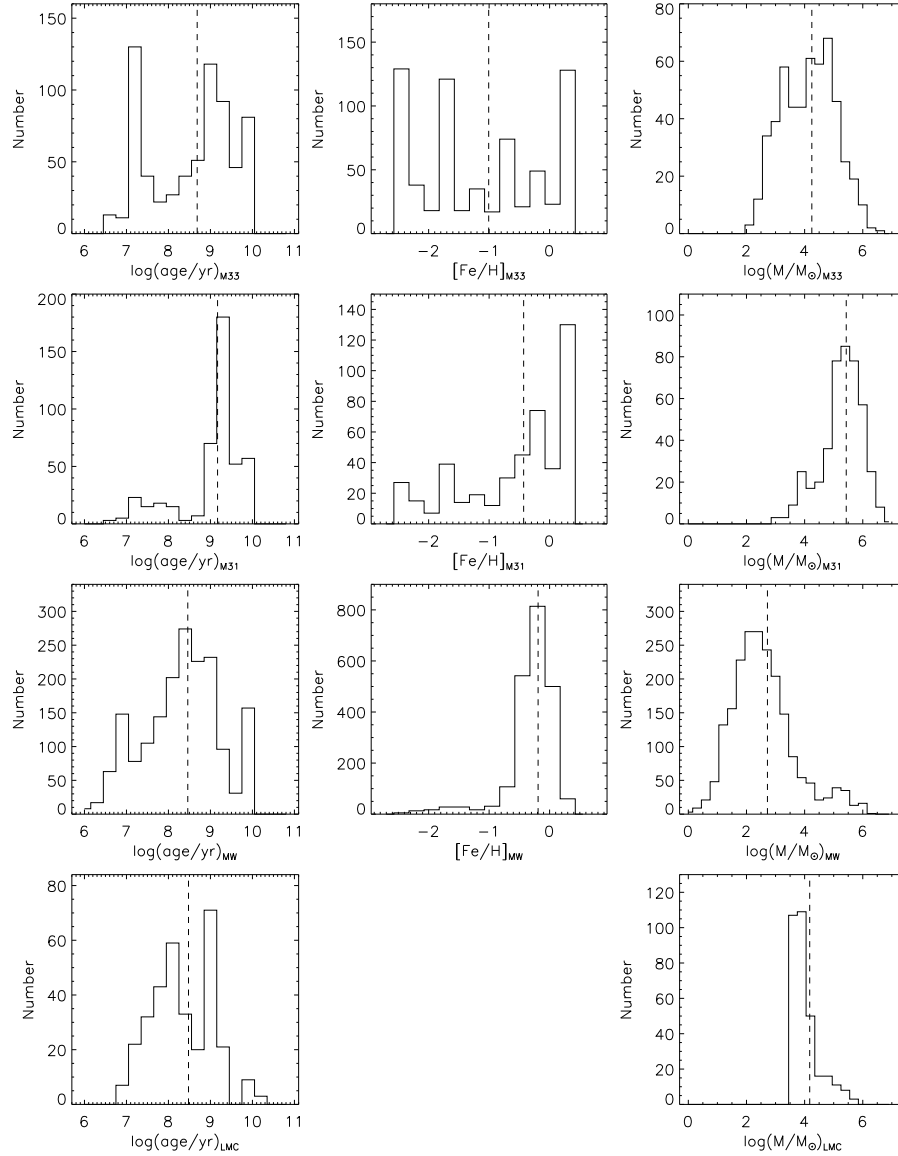 Number
150
100
50
0
6 7 8 9 10 11
log(age/yr)M33
Number
150
100
50
0
−2 −1 0
[Fe/H]M33
Number
80
60
40
20
0
0 2 4 6
log(M/M⊙)M33
Number
200
150
100
50
0
6 7 8 9 10 11
log(age/yr)M31
Number
140
120
100
80
60
40
20
0
−2 −1 0
[Fe/H]M31
Number
100
80
60
40
20
0
0 2 4 6
log(M/M⊙)M31
Number
300
250
200
150
100
50
0
6 7 8 9 10 11
log(age/yr)MW
Number
800
600
400
200
0
−2 −1 0
[Fe/H]MW
Number
300
250
200
150
100
50
0
0 2 4 6
log(M/M⊙)MW
Number
80
60
40
20
0
6 7 8 9 10 11
log(age/yr)LMC
Number
120
100
80
60
40
20
0
0 2 4 6
log(M/M⊙)LMC